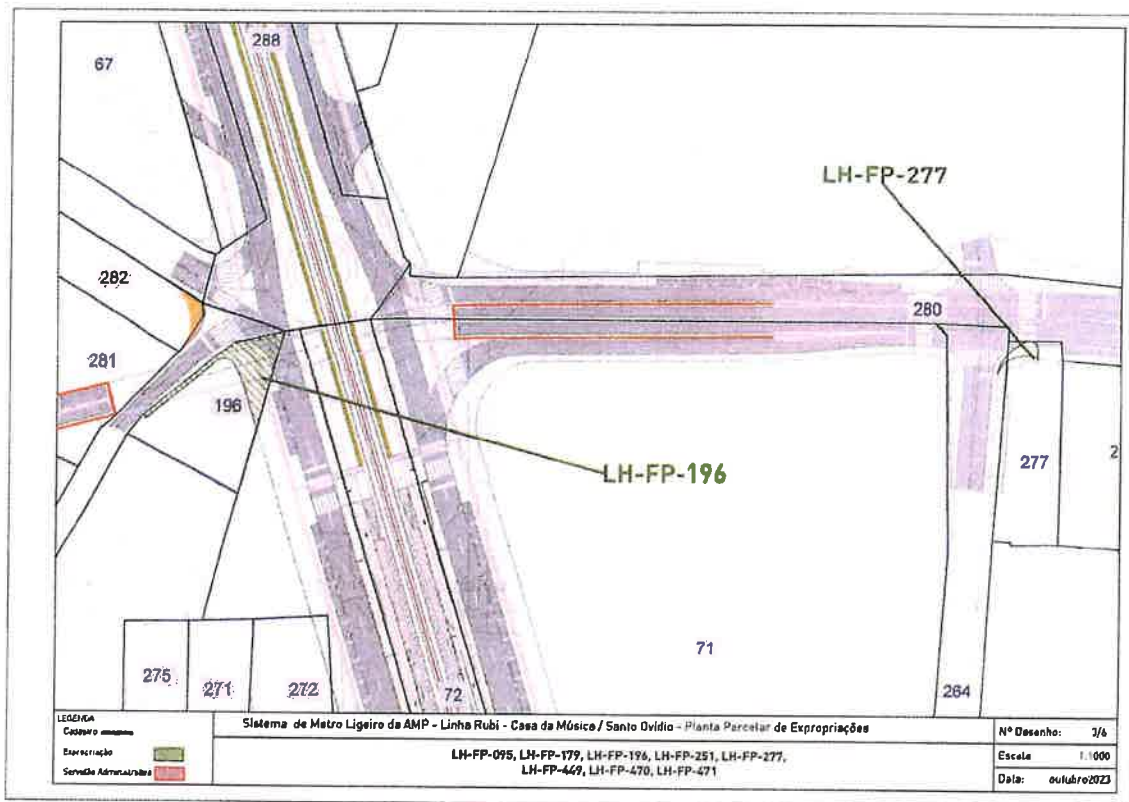 288
67
LH-FP-277
282
280
281
196
LH-FP-196
277
2
71
275
271
272
72
264
LEGENDA
Cadastro
Expropriação
Servidão Administrativa
Sistema de Metro Ligeiro da AMP - Linha Rubi - Casa da Música / Santo Ovídio - Planta Parcelar de Expropriações
LH-FP-095, LH-FP-179, LH-FP-196, LH-FP-251, LH-FP-277,
LH-FP-449, LH-FP-470, LH-FP-471
Nº Desenho: 3/6
Escala 1:1000
Data: outubro2023